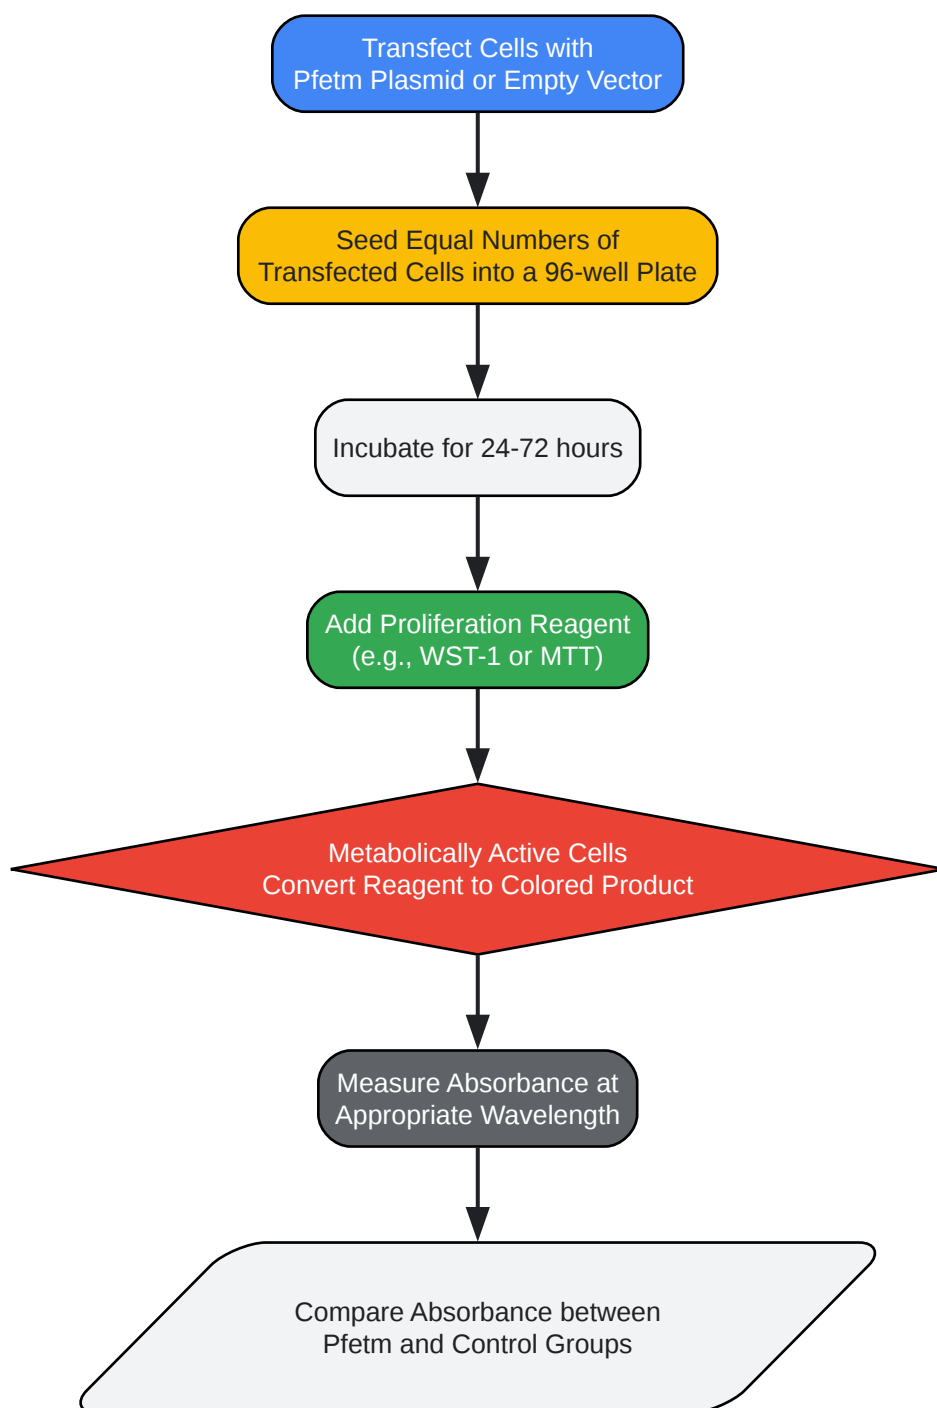 Transfect Cells with
Pfetm Plasmid or Empty Vector
Seed Equal Numbers of
Transfected Cells into a 96-well Plate
Incubate for 24-72 hours
Add Proliferation Reagent
(e.g., WST-1 or MTT)
Metabolically Active Cells
Convert Reagent to Colored Product
Measure Absorbance at
Appropriate Wavelength
Compare Absorbance between
Pfetm and Control Groups